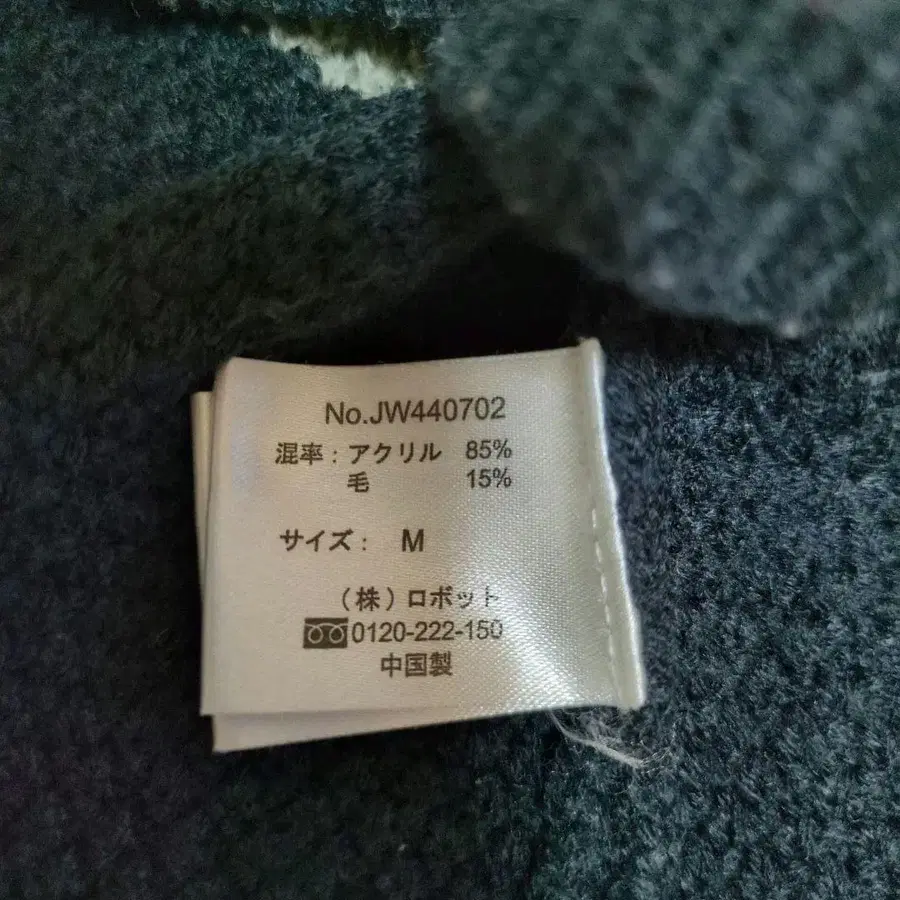 No.JW440702
混率：アクリル 85%
毛 15%
サイズ： M
（株）ロボット
0120-222-150
中国製